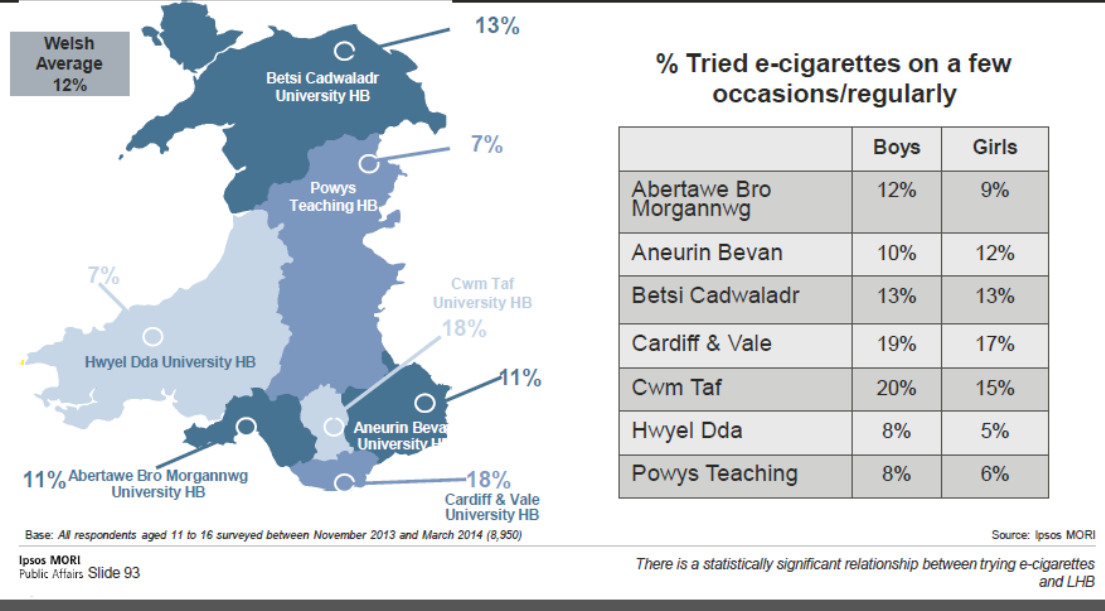 Welsh
Average
12%
13%
Betsi Cadwaladr
University HB
7%
Powys
Teaching HB
7%
Cwm Taf
University HB
18%
Hwyel Dda University HB
11%
Aneurin Beva
University H
11%
Abertawe Bro Morgannwg
University HB
18%
Cardiff & Vale
University HB
% Tried e-cigarettes on a few
occasions/regularly
Boys Girls
Abertawe Bro
Morgannwg 12% 9%
Aneurin Bevan 10% 12%
Betsi Cadwaladr 13% 13%
Cardiff & Vale 19% 17%
Cwm Taf 20% 15%
Hwyel Dda 8% 5%
Powys Teaching 8% 6%
Base: All respondents aged 11 to 16 surveyed between November 2013 and March 2014 (8,950)
Source: Ipsos MORI
Ipsos MORI
Public Affairs Slide 93
There is a statistically significant relationship between trying e-cigarettes
and LHB